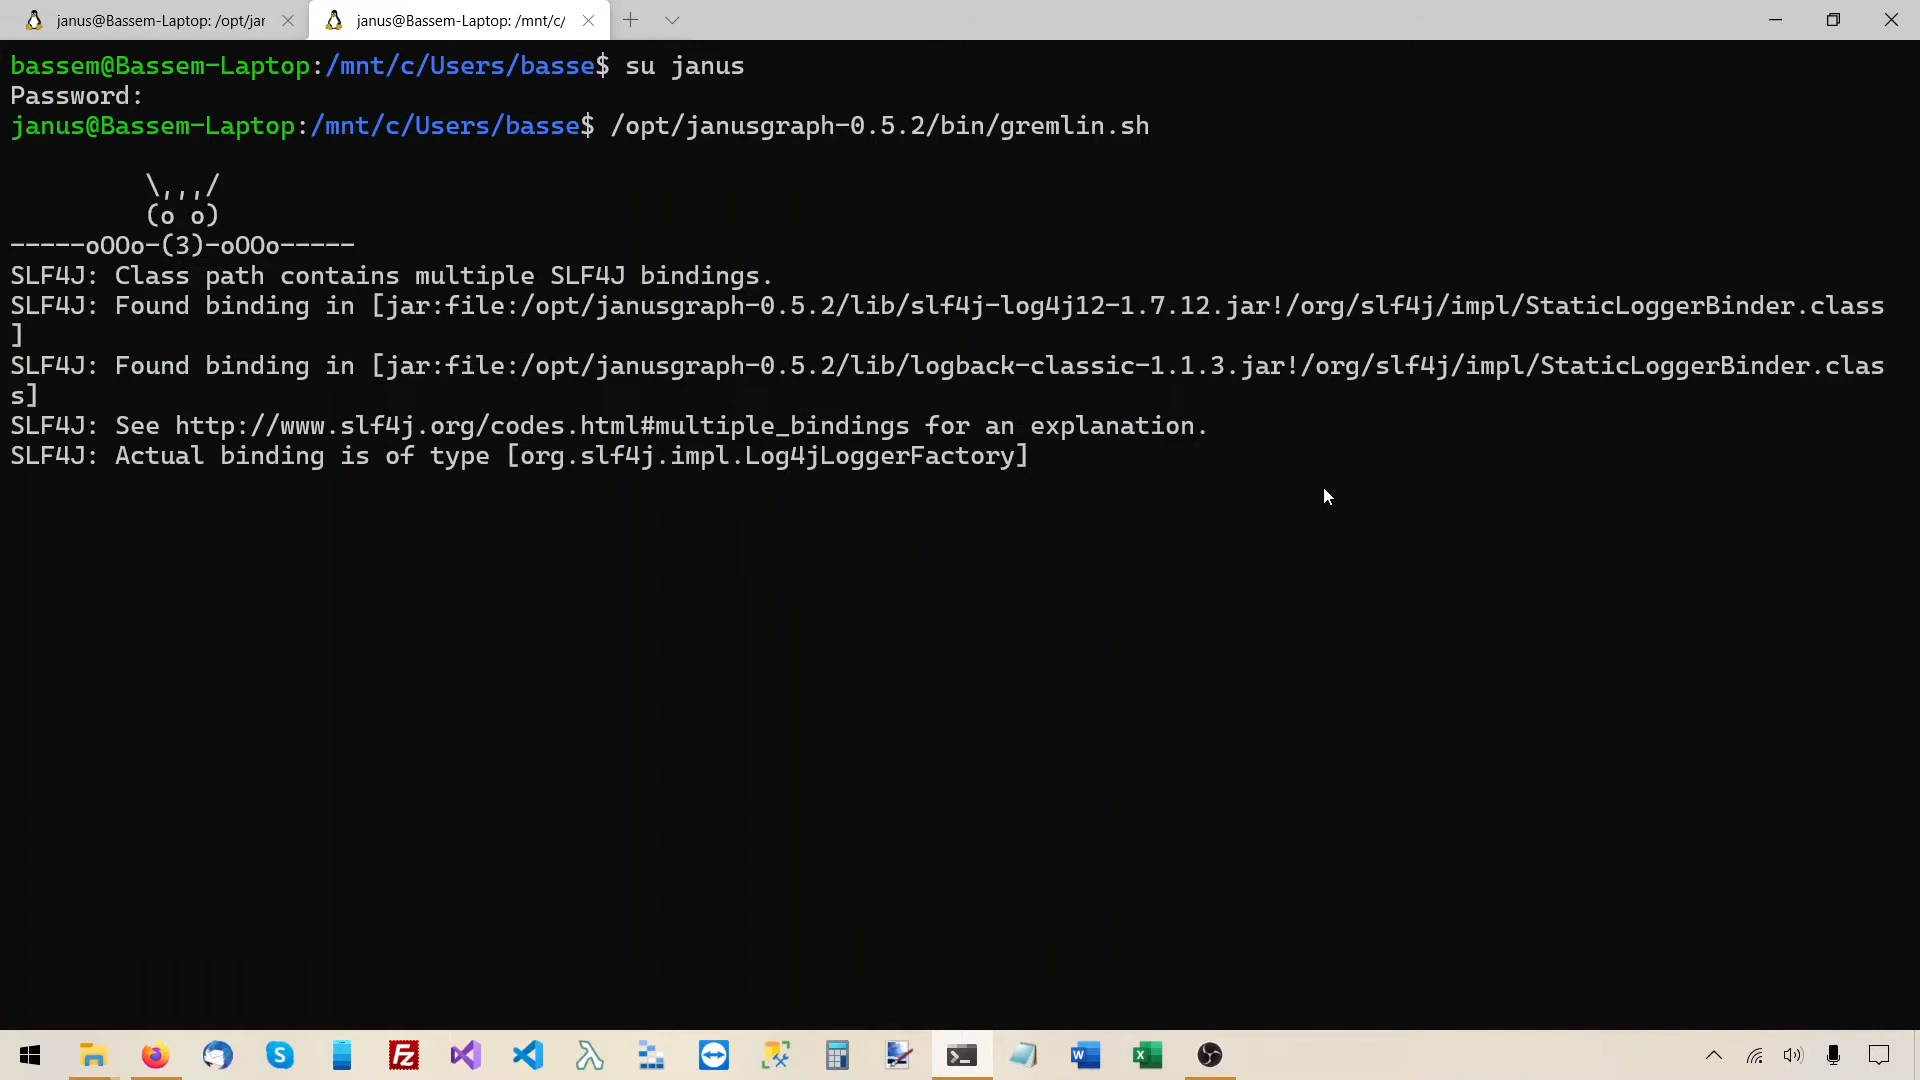 janus@Bassem-Laptop: /opt/jar
janus@Bassem-Laptop: /mnt/c/
bassem@Bassem-Laptop:/mnt/c/Users/basse$ su janus
Password:
janus@Bassem-Laptop:/mnt/c/Users/basse$ /opt/janusgraph-0.5.2/bin/gremlin.sh
\,,,/
(o o)
-----oOOo-(3)-oOOo-----
SLF4J: Class path contains multiple SLF4J bindings.
SLF4J: Found binding in [jar:file:/opt/janusgraph-0.5.2/lib/slf4j-log4j12-1.7.12.jar!/org/slf4j/impl/StaticLoggerBinder.class
]
SLF4J: Found binding in [jar:file:/opt/janusgraph-0.5.2/lib/logback-classic-1.1.3.jar!/org/slf4j/impl/StaticLoggerBinder.clas
s]
SLF4J: See http://www.slf4j.org/codes.html#multiple_bindings for an explanation.
SLF4J: Actual binding is of type [org.slf4j.impl.Log4jLoggerFactory]